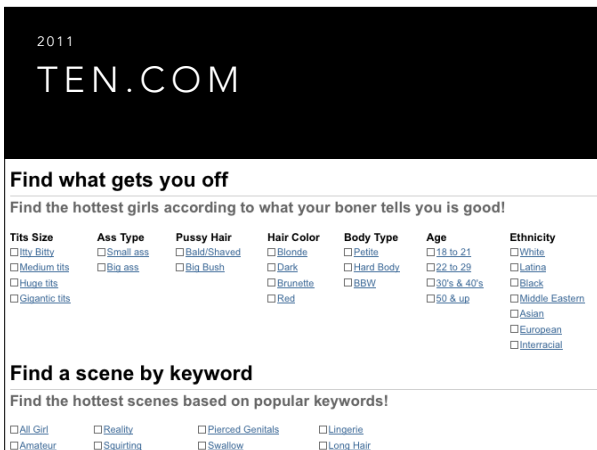 2011
TEN.COM
Find what gets you off
Find the hottest girls according to what your boner tells you is good!
Tits Size Ass Type Pussy Hair Hair Color Body Type Age Ethnicity
Itty Bitty Small ass Bald/Shaved Blonde Petite 18 to 21 White
Medium tits Big ass Big Bush Dark Hard Body 22 to 29 Latina
Huge tits Brunette BBW 30's & 40's Black
Gigantic tits Red 50 & up Middle Eastern
Asian
European
Interracial
Find a scene by keyword
Find the hottest scenes based on popular keywords!
All Girl Reality Pierced Genitals Lingerie
Amateur Squirting Swallow Long Hair